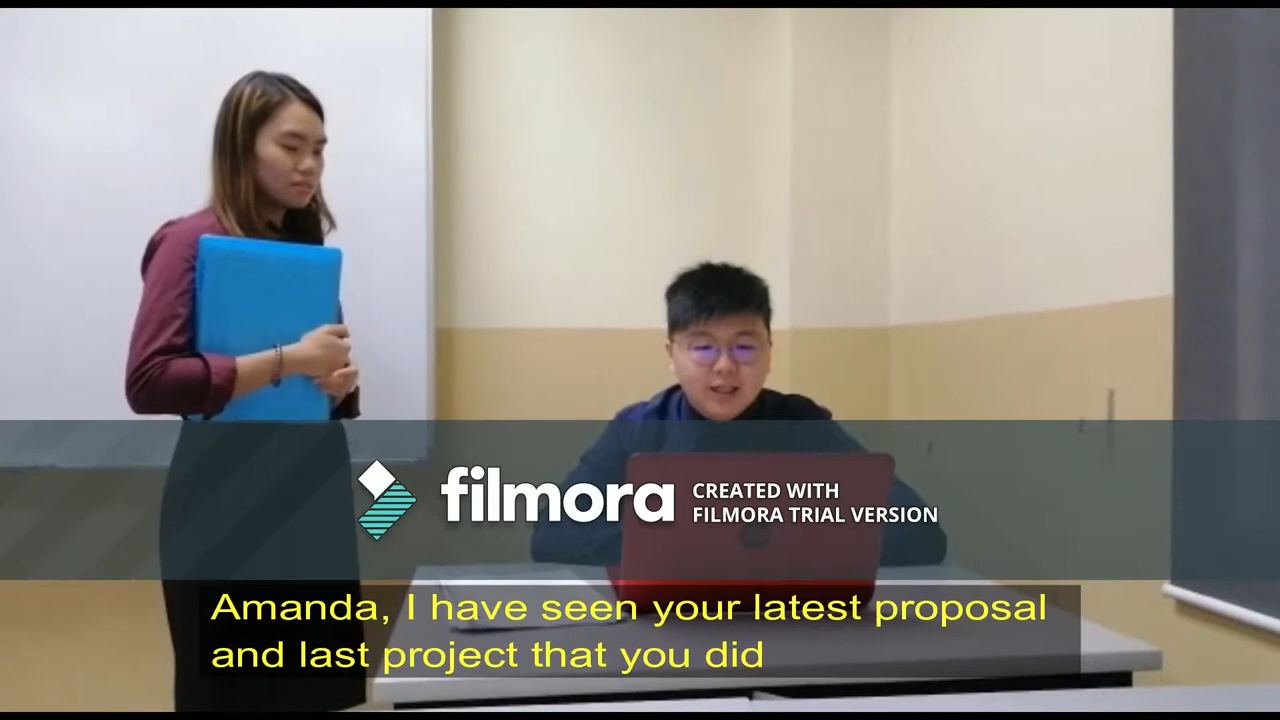 filmora
CREATED WITH
FILMORA TRIAL VERSION
Amanda, I have seen your latest proposal
and last project that you did